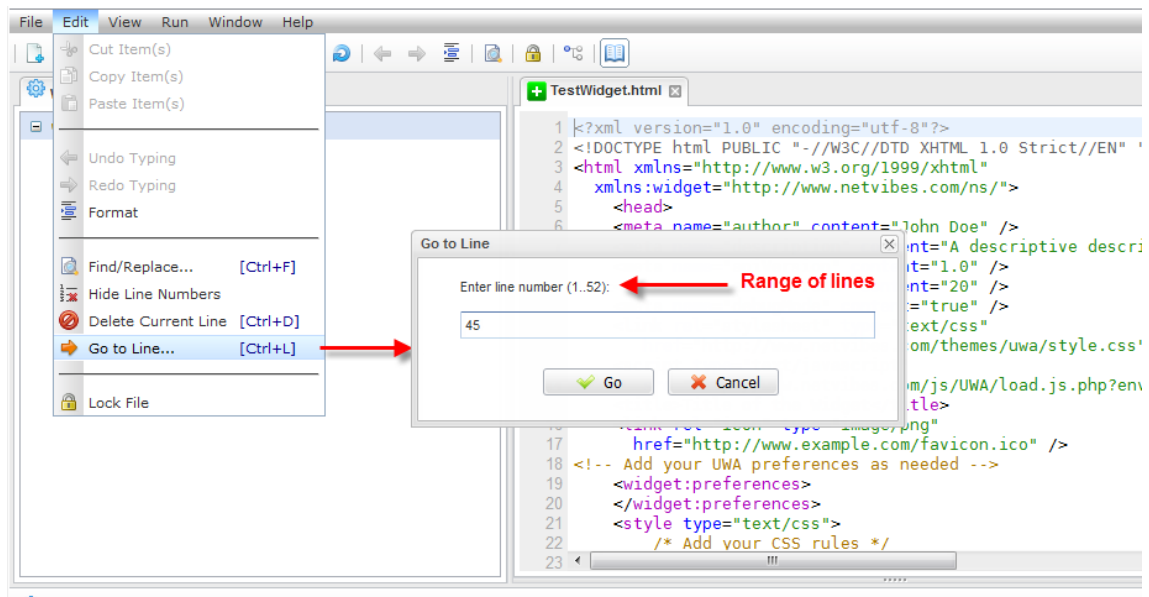 File Edit View Run Window Help
Cut Item(s)
Copy Item(s)
Paste Item(s)
Undo Typing
Redo Typing
Format
Find/Replace... [Ctrl+F]
Hide Line Numbers
Delete Current Line [Ctrl+D]
Go to Line... [Ctrl+L]
Lock File
TestWidget.html
1 <?xml version="1.0" encoding="utf-8"?>
2 <!DOCTYPE html PUBLIC "-//W3C//DTD XHTML 1.0 Strict//EN" "
3 <html xmlns="http://www.w3.org/1999/xhtml"
4 xmlns:widget="http://www.netvibes.com/ns/">
5 <head>
6 <meta name="author" content="John Doe" />
ent="A descriptive descri
t="1.0" />
ent="20" />
="true" />
ext/css"
om/themes/uwa/style.css"
m/js/UWA/load.js.php?env
tle>
Go to Line
Enter line number (1..52):
Range of lines
45
Go
Cancel
16 <link rel="icon" type="image/png"
17 href="http://www.example.com/favicon.ico" />
18 <!-- Add your UWA preferences as needed -->
19 <widget:preferences>
20 </widget:preferences>
21 <style type="text/css">
22 /* Add your CSS rules */
23